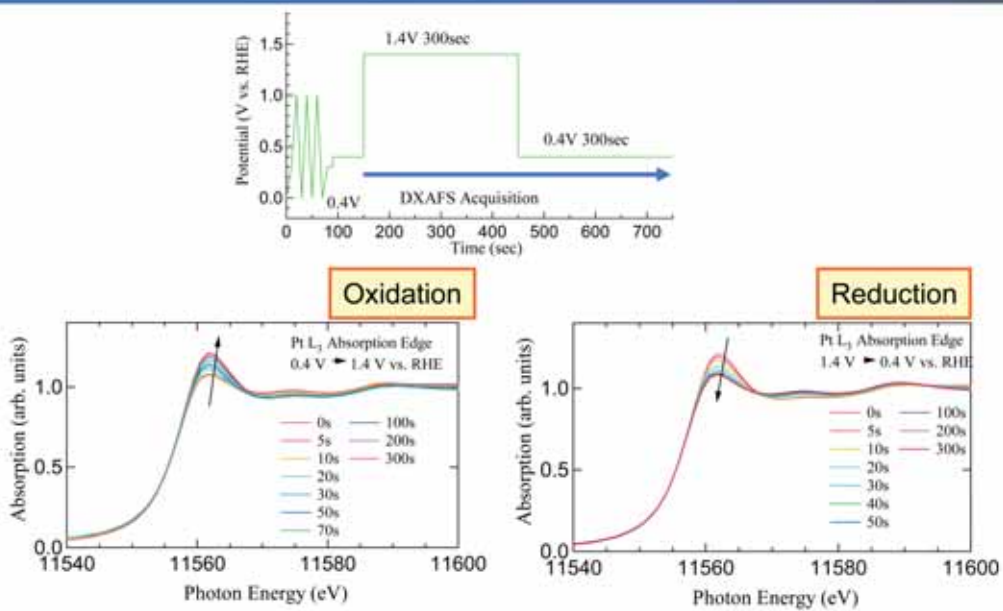 1.4V 300sec
0.4V 300sec
0.4V
DXAFS Acquisition
Potential (V vs. RHE)
1.5
1.0
0.5
0.0
0 100 200 300 400 500 600 700
Time (sec)
Oxidation
Pt L3 Absorption Edge
0.4 V 1.4 V vs. RHE
Absorption (arb. units)
1.0
0.5
0.0
0s 100s
5s 200s
10s 300s
20s
30s
50s
70s
11540 11560 11580 11600
Photon Energy (eV)
Reduction
Pt L3 Absorption Edge
1.4 V 0.4 V vs. RHE
Absorption (arb. units)
1.0
0.5
0.0
0s 100s
5s 200s
10s 300s
20s
30s
40s
50s
11540 11560 11580 11600
Photon Energy (eV)